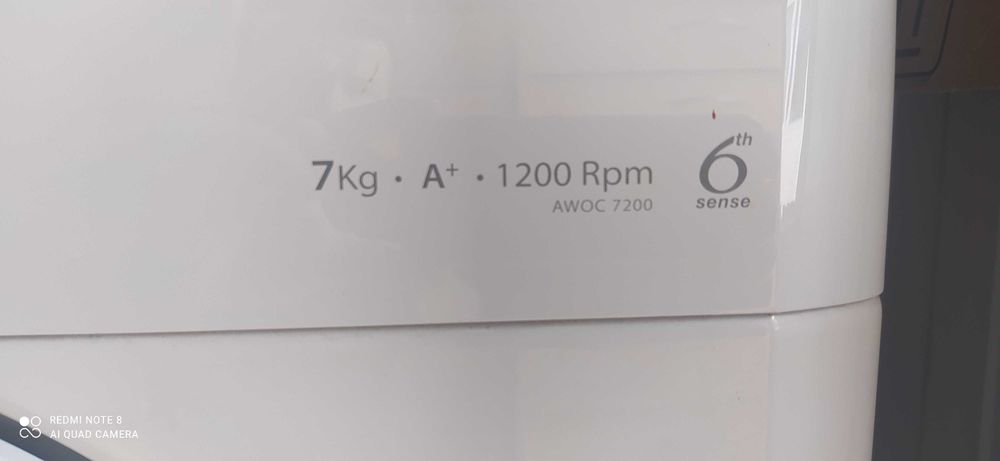 7Kg · A+ · 1200 Rpm
AWOC 7200
6th
sense
REDMI NOTE 8
AI QUAD CAMERA